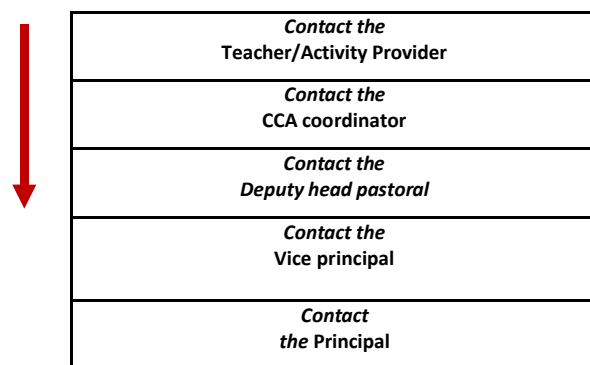 Contact the
Teacher/Activity Provider
Contact the
CCA coordinator
Contact the
Deputy head pastoral
Contact the
Vice principal
Contact
the Principal